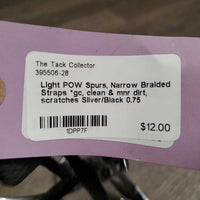 The Tack Collector
395506-28
Light POW Spurs, Narrow Braided
Straps *gc, clean & mnr dirt,
scratches Silver/Black 0.75
1DPP7F
$12.00